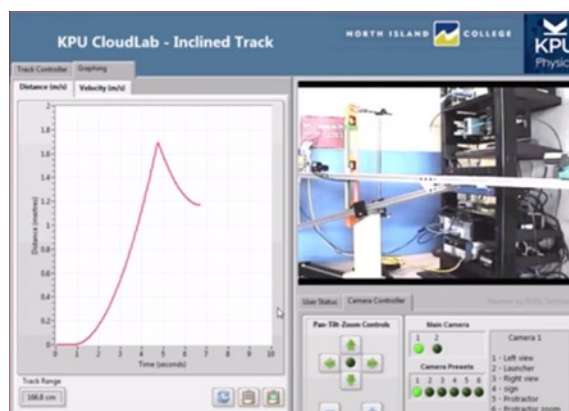 KPU CloudLab - Inclined Track
NORTH ISLAND COLLEGE
KPU
Physic
Track Controller
Graphing
Distance (m/s)
Velocity (m/s)
2
1.8
1.6
1.4
1.2
1
0.8
0.6
0.4
0.2
0
Distance (metres)
0 1 2 3 4 5 6 7 8 9 10
Time (seconds)
Track Range
166.8 cm
User Status
Camera Controller
Pan-Tilt-Zoom Controls
Main Camera
1 2
Camera Presets
1 2 3 4 5 6
Camera 1
1 - Left view
2 - Launcher
3 - Right view
4 - sign
5 - Protractor
6 - Protractor zoom